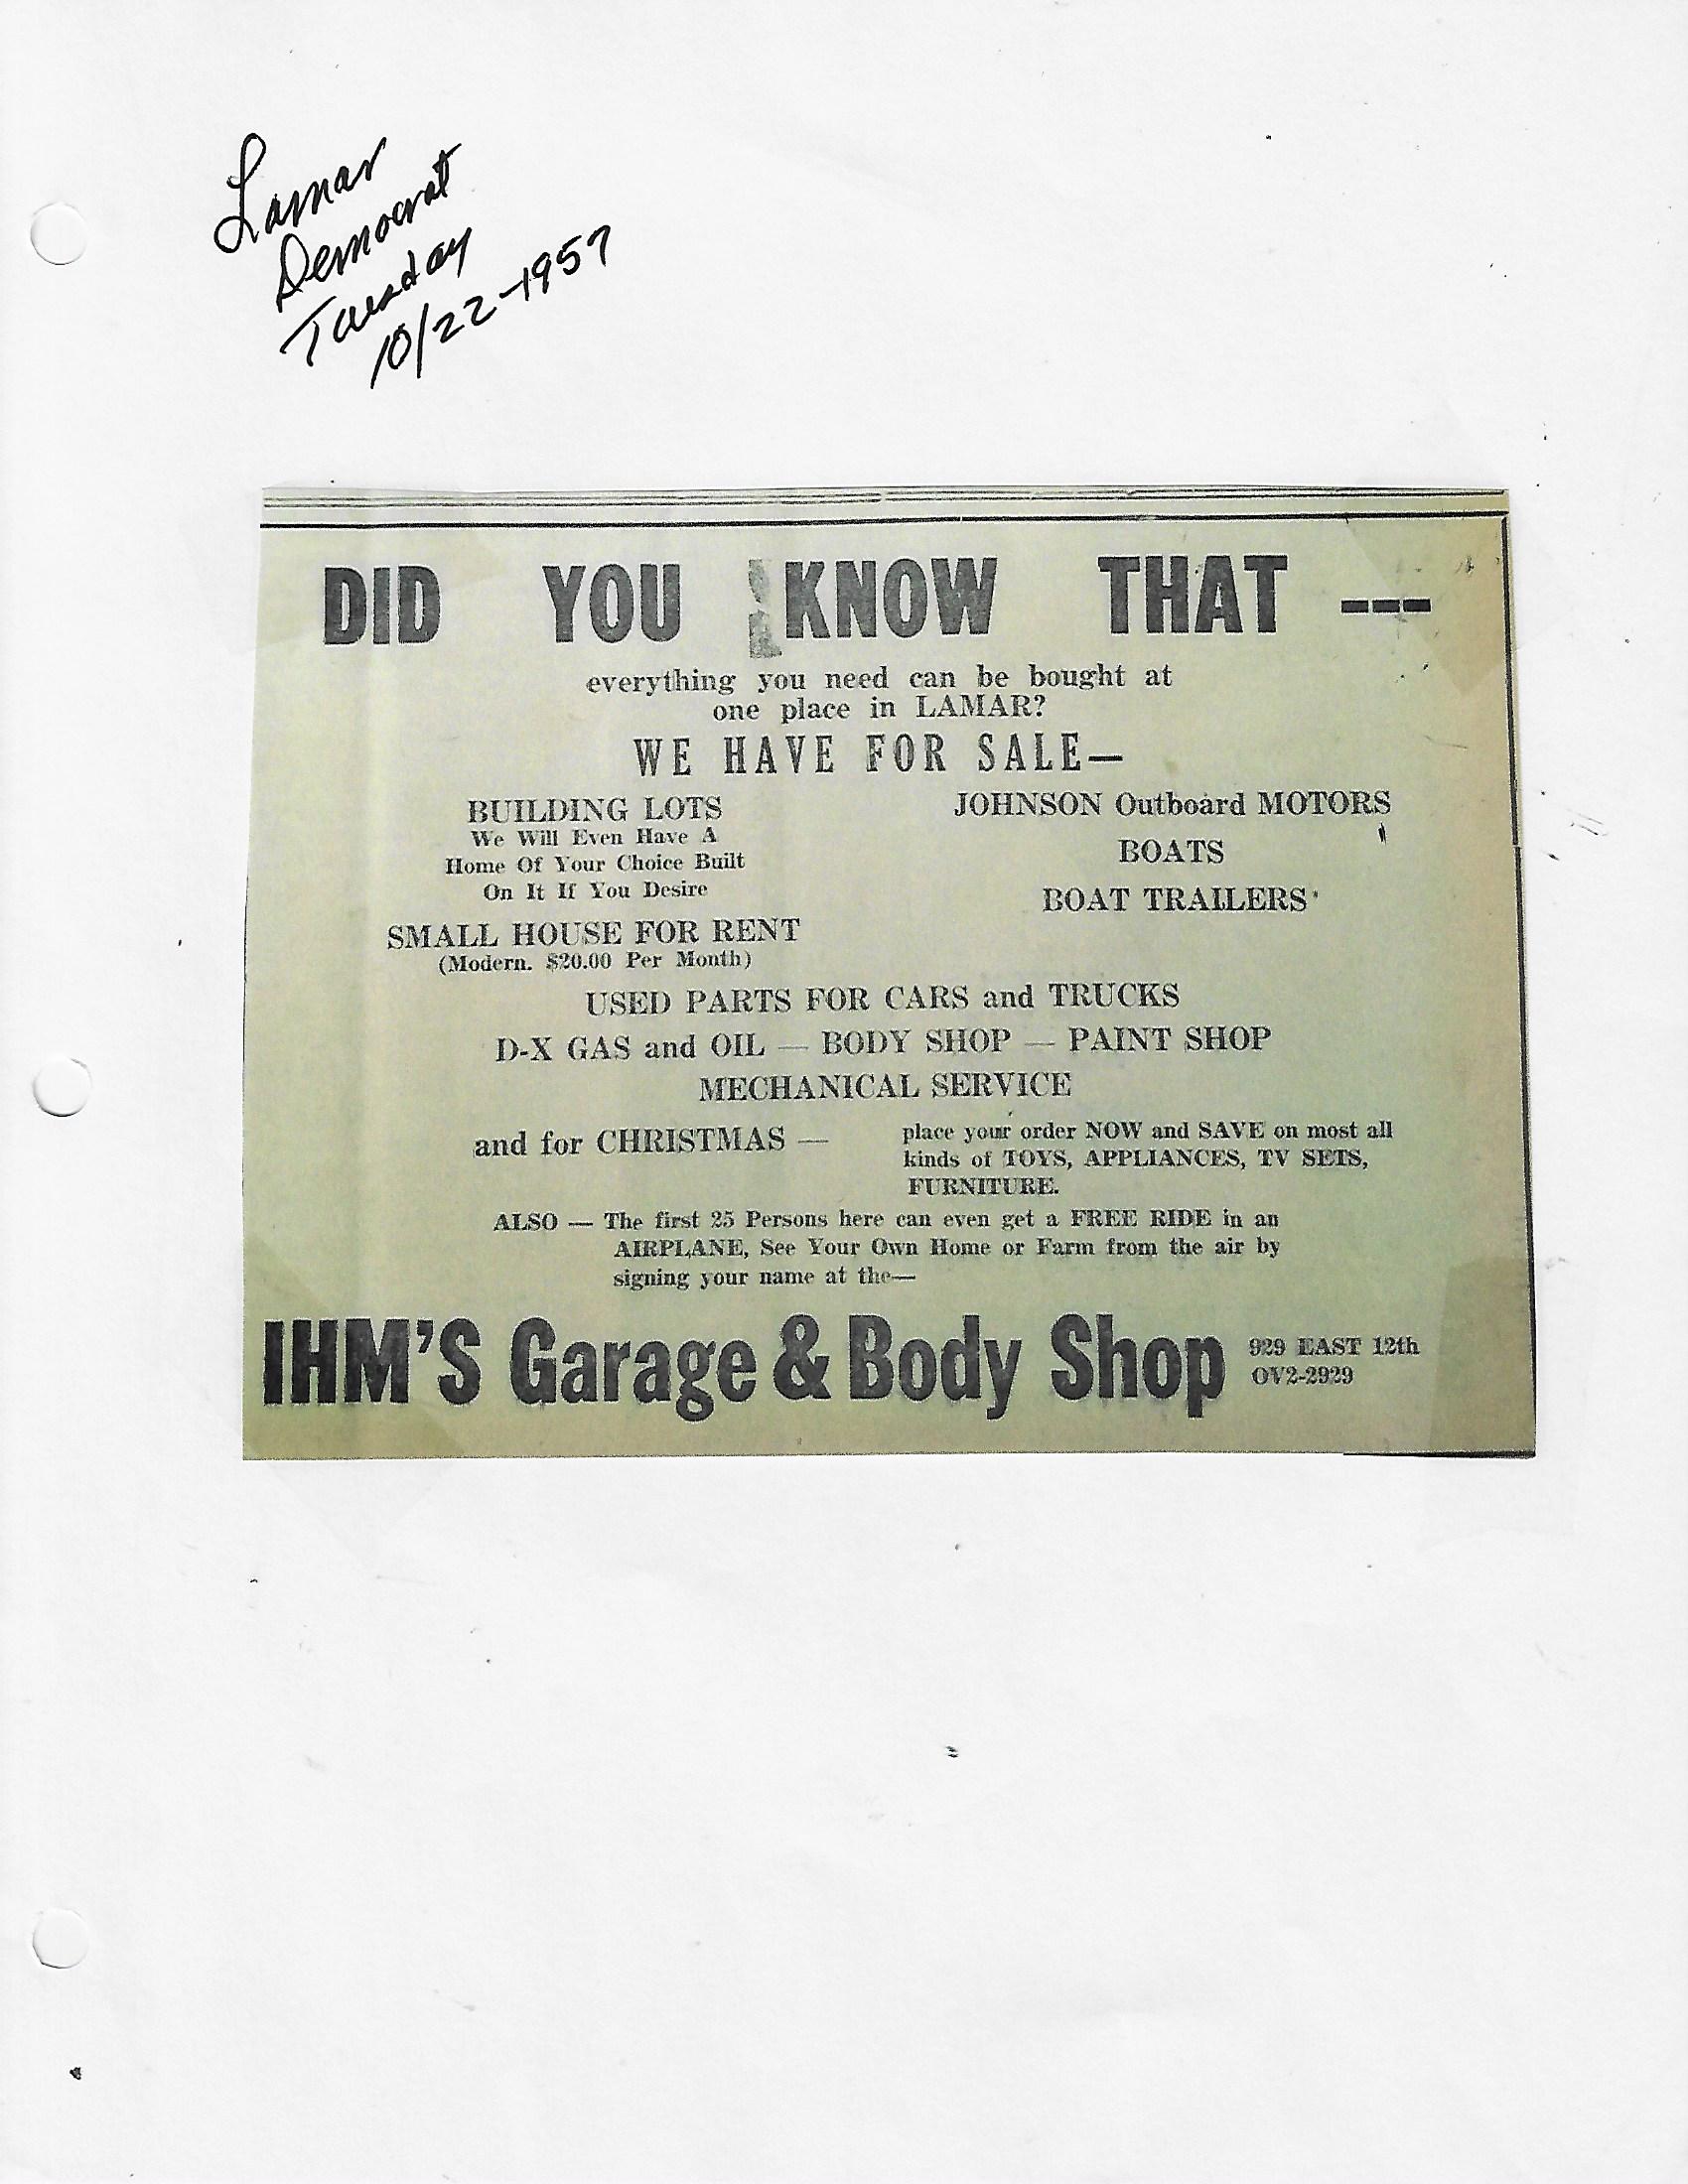 Lamar
Democrat
Tuesday
10/22-1957
DID YOU KNOW THAT ---
everything you need can be bought at
one place in LAMAR?
WE HAVE FOR SALE—
BUILDING LOTS
We Will Even Have A
Home Of Your Choice Built
On It If You Desire
SMALL HOUSE FOR RENT
(Modern. $20.00 Per Month)
JOHNSON Outboard MOTORS
BOATS
BOAT TRAILERS
USED PARTS FOR CARS and TRUCKS
D-X GAS and OIL — BODY SHOP — PAINT SHOP
MECHANICAL SERVICE
and for CHRISTMAS —
place your order NOW and SAVE on most all
kinds of TOYS, APPLIANCES, TV SETS,
FURNITURE.
ALSO — The first 25 Persons here can even get a FREE RIDE in an
AIRPLANE, See Your Own Home or Farm from the air by
signing your name at the—
IHM'S Garage & Body Shop
929 EAST 12th
OV2-2929